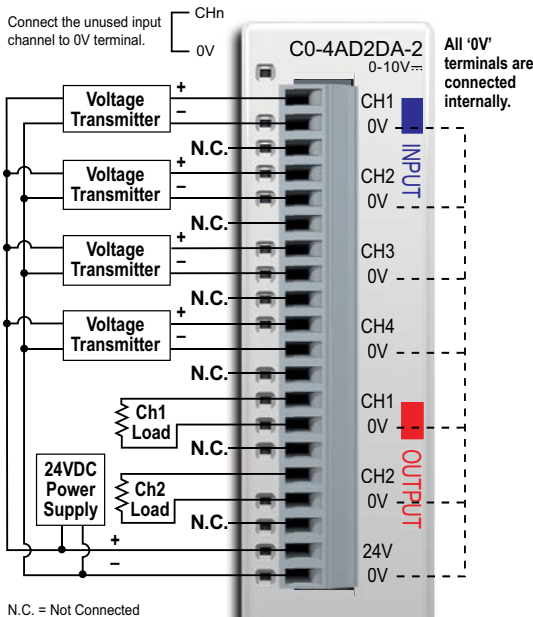 Connect the unused input
channel to 0V terminal.
CHn
0V
C0-4AD2DA-2
0-10V⎓
All ‘0V’
terminals are
connected
internally.
Voltage
Transmitter
+
–
CH1
0V
N.C.
INPUT
Voltage
Transmitter
+
–
CH2
0V
N.C.
Voltage
Transmitter
+
–
CH3
0V
N.C.
Voltage
Transmitter
+
–
CH4
0V
N.C.
Ch1
Load
CH1
0V
N.C.
OUTPUT
24VDC
Power
Supply
Ch2
Load
CH2
0V
N.C.
+
–
24V
0V
N.C. = Not Connected